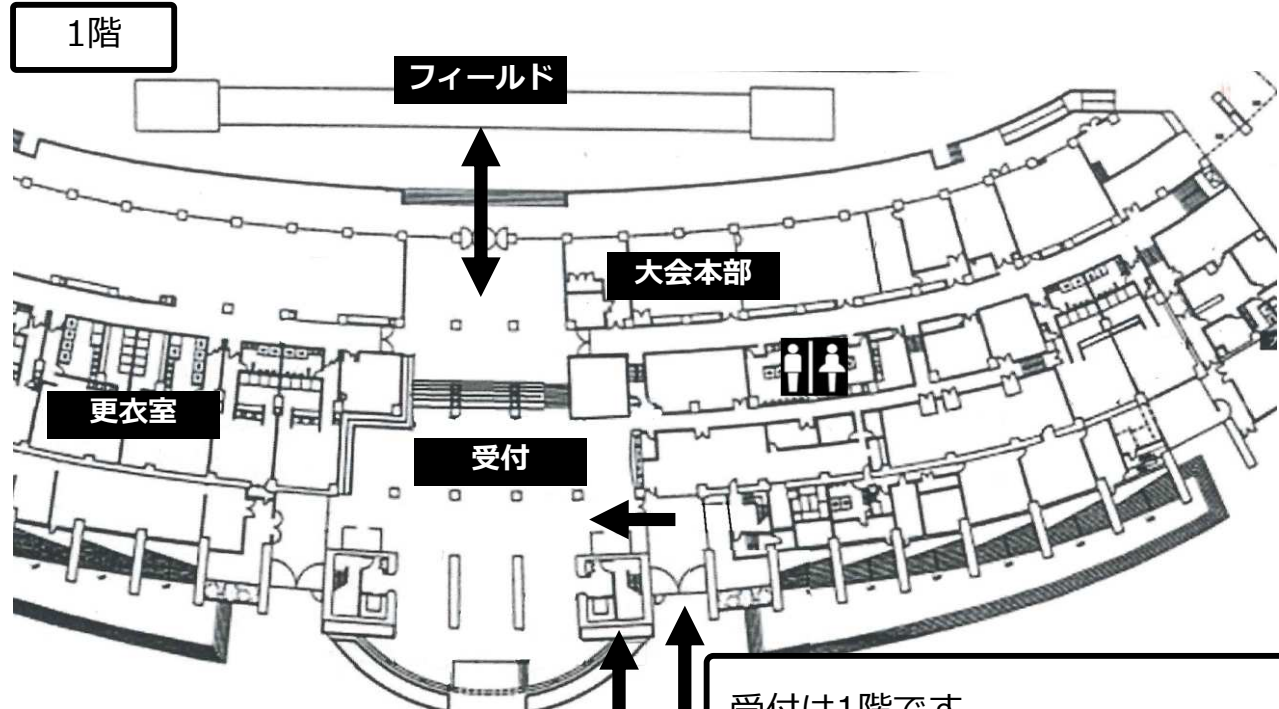 1階
フィールド
大会本部
更衣室
受付
受付は1階です